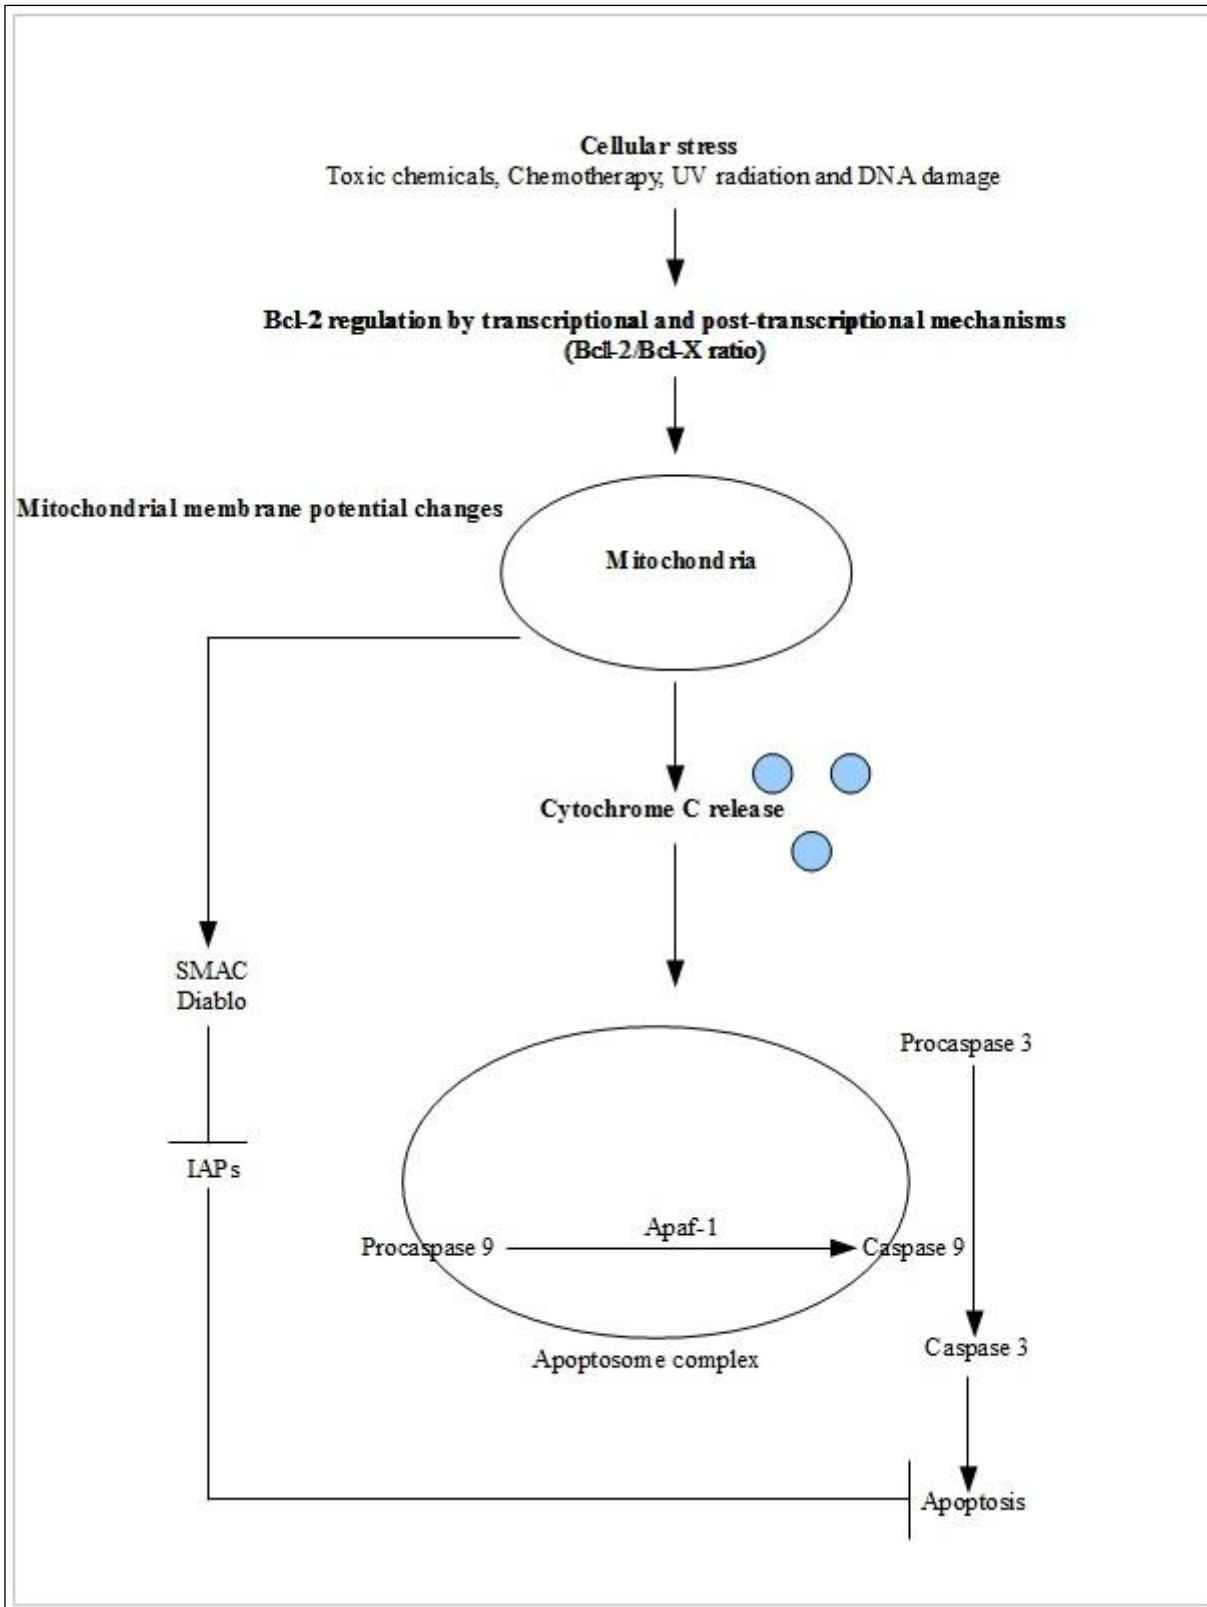 Cellular stress
Toxic chemicals, Chemotherapy, UV radiation and DNA damage
Bcl-2 regulation by transcriptional and post-transcriptional mechanisms
(Bcl-2/Bcl-X ratio)
Mitochondrial membrane potential changes
Mitochondria
Cytochrome C release
SMAC
Diablo
Procaspase 3
IAPs
Apaf-1
Procaspase 9
Caspase 9
Caspase 3
Apoptosome complex
Apoptosis